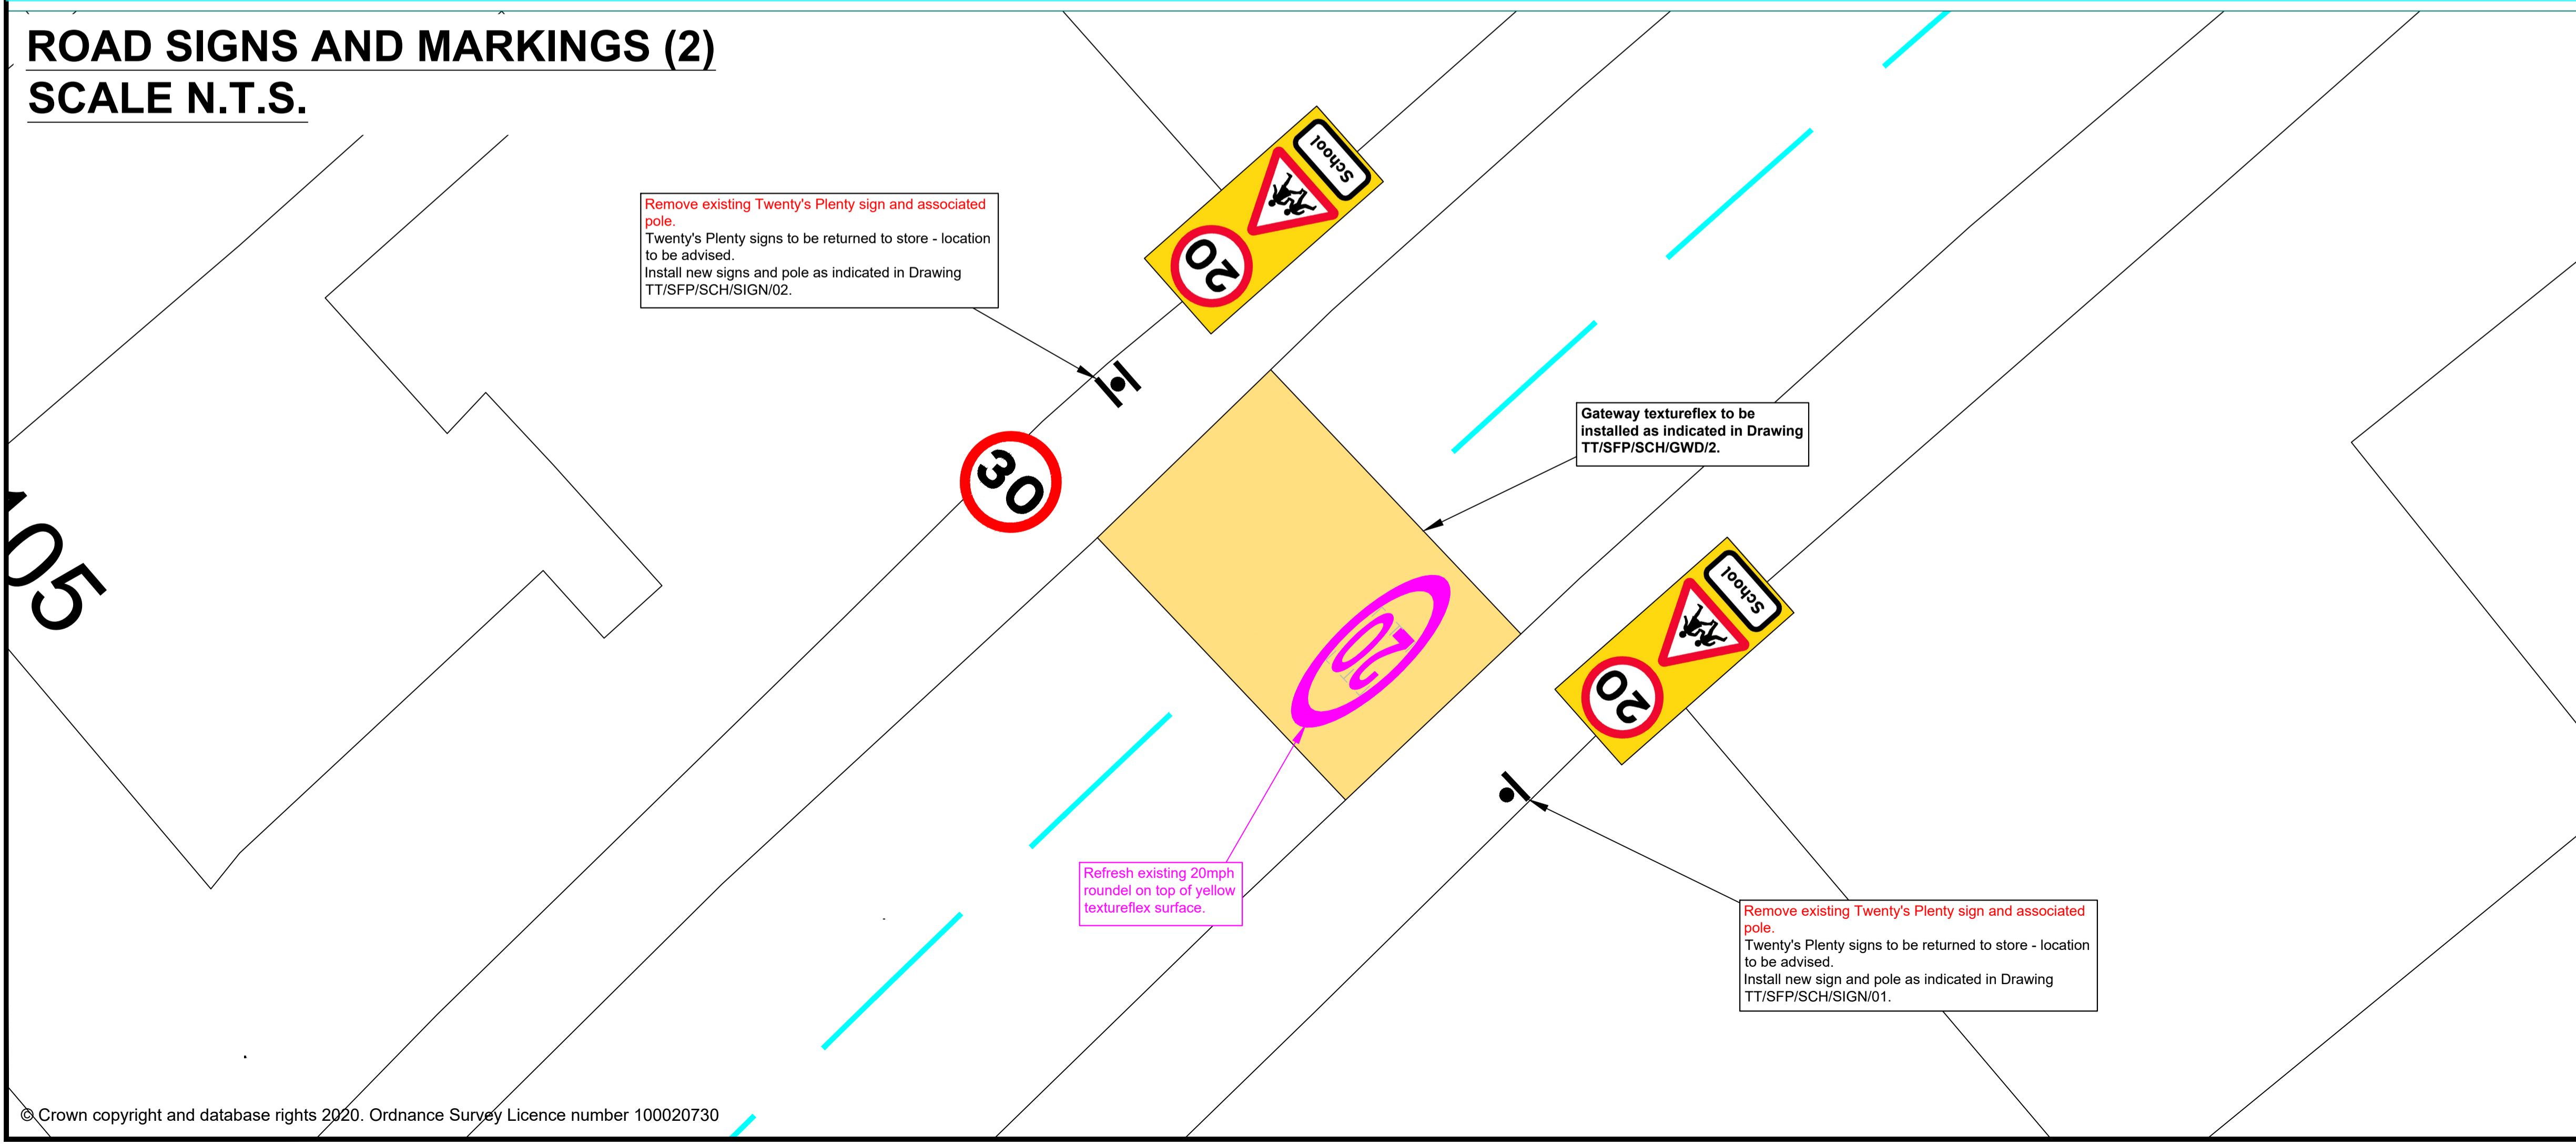 ROAD SIGNS AND MARKINGS (2)
SCALE N.T.S.
School
20
Remove existing Twenty's Plenty sign and associated
pole.
Twenty's Plenty signs to be returned to store - location
to be advised.
Install new signs and pole as indicated in Drawing
TT/SFP/SCH/SIGN/02.
30
Gateway textureflex to be
installed as indicated in Drawing
TT/SFP/SCH/GWD/2.
105
20
School
20
Refresh existing 20mph
roundel on top of yellow
textureflex surface.
Remove existing Twenty's Plenty sign and associated
pole.
Twenty's Plenty signs to be returned to store - location
to be advised.
Install new sign and pole as indicated in Drawing
TT/SFP/SCH/SIGN/01.
© Crown copyright and database rights 2020. Ordnance Survey Licence number 100020730